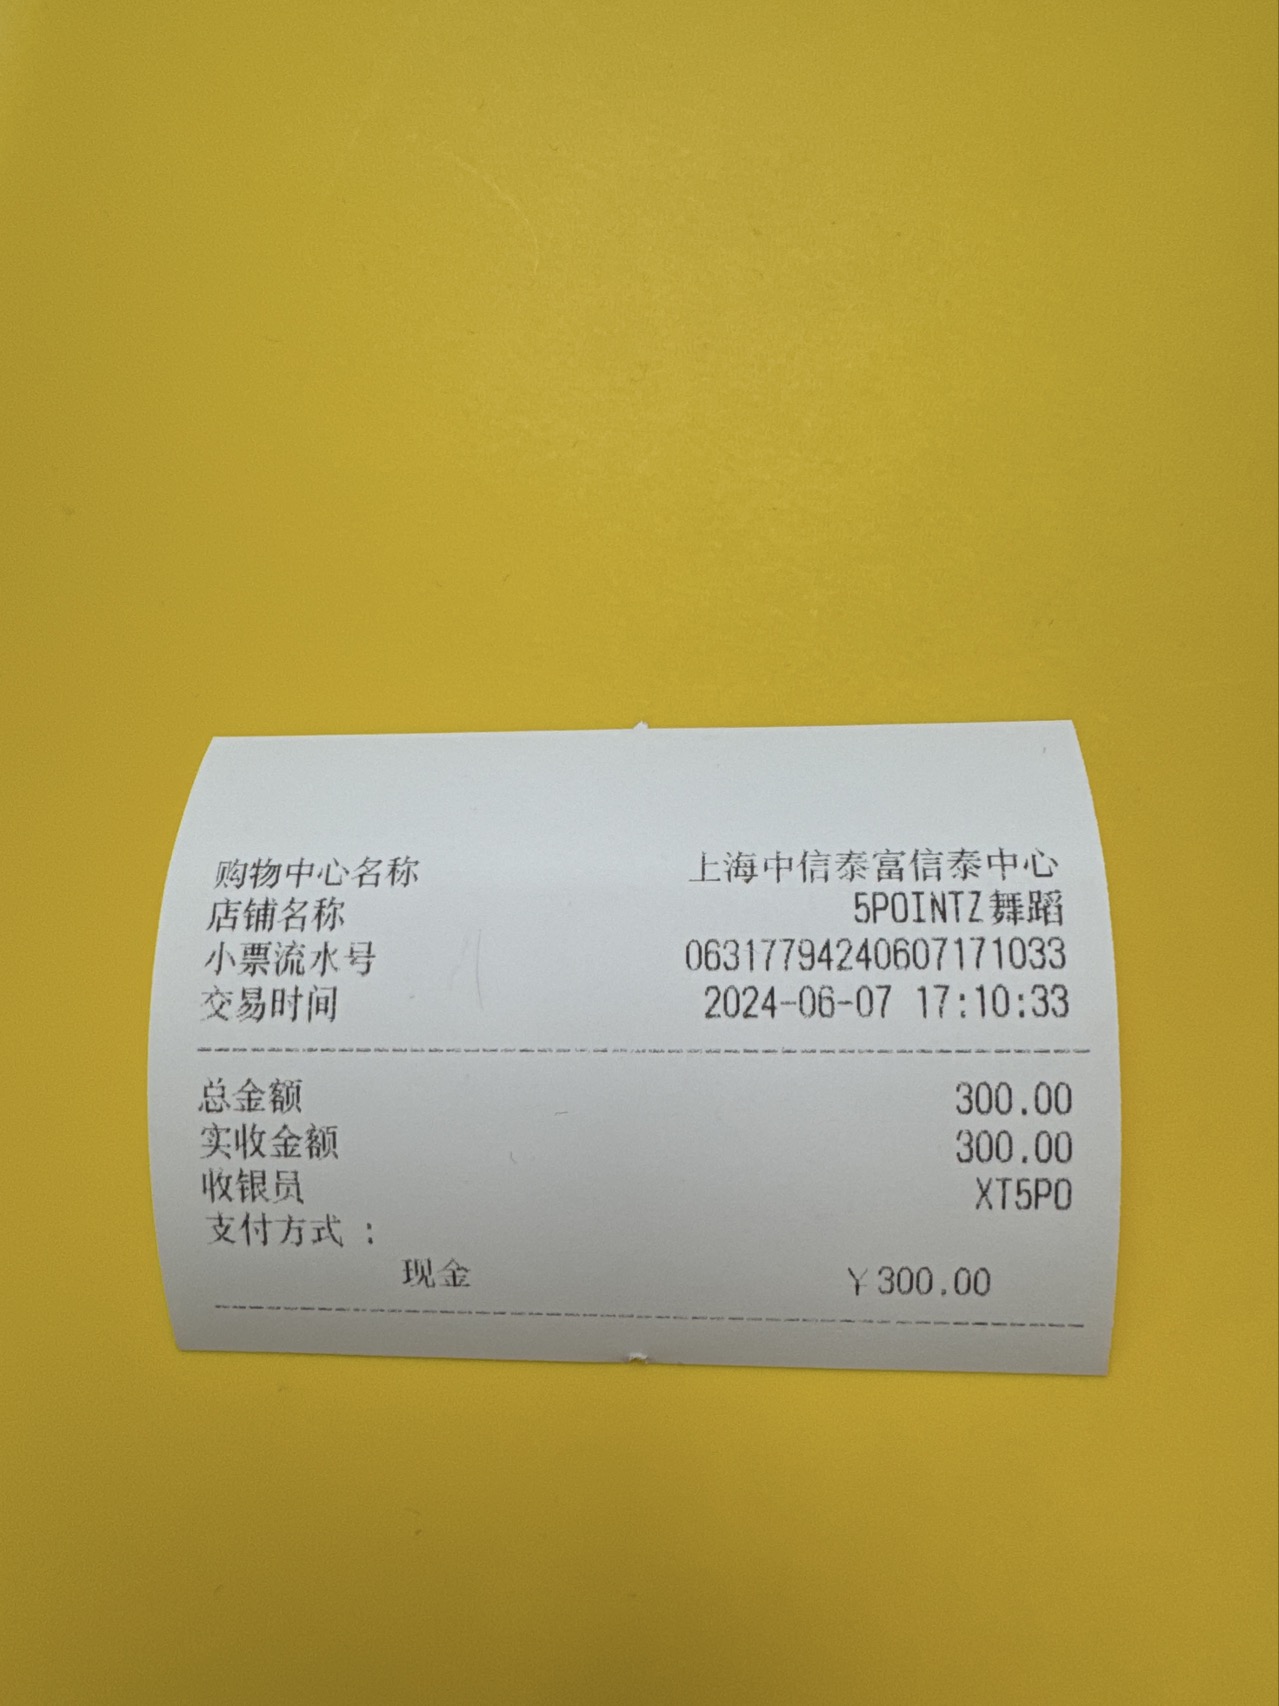 购物中心名称 上海中信泰富信泰中心
店铺名称 5POINTZ舞蹈
小票流水号 06317794240607171033
交易时间 2024-06-07 17:10:33
总金额 300.00
实收金额 300.00
收银员 XT5PO
支付方式：
现金 ￥300.00